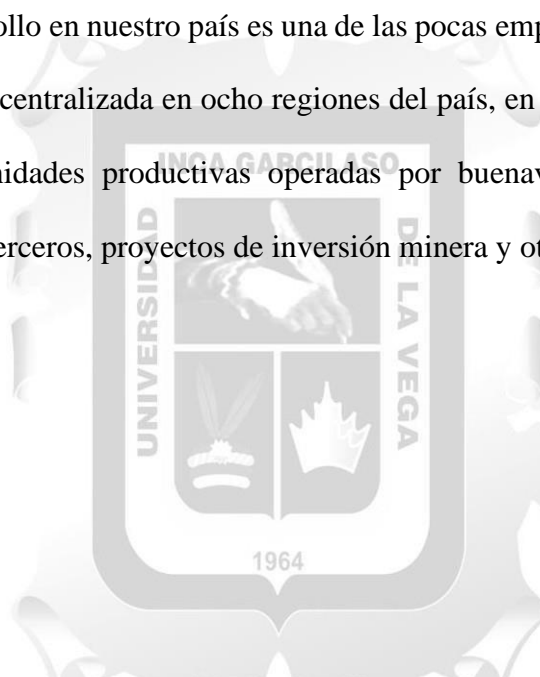 ollo en nuestro país es una de las pocas emp
centralizada en ocho regiones del país, en
nidades productivas operadas por buenav
erceros, proyectos de inversión minera y ot
INCA GARCILASO
UNIVERSIDAD
DE LA VEGA
1964